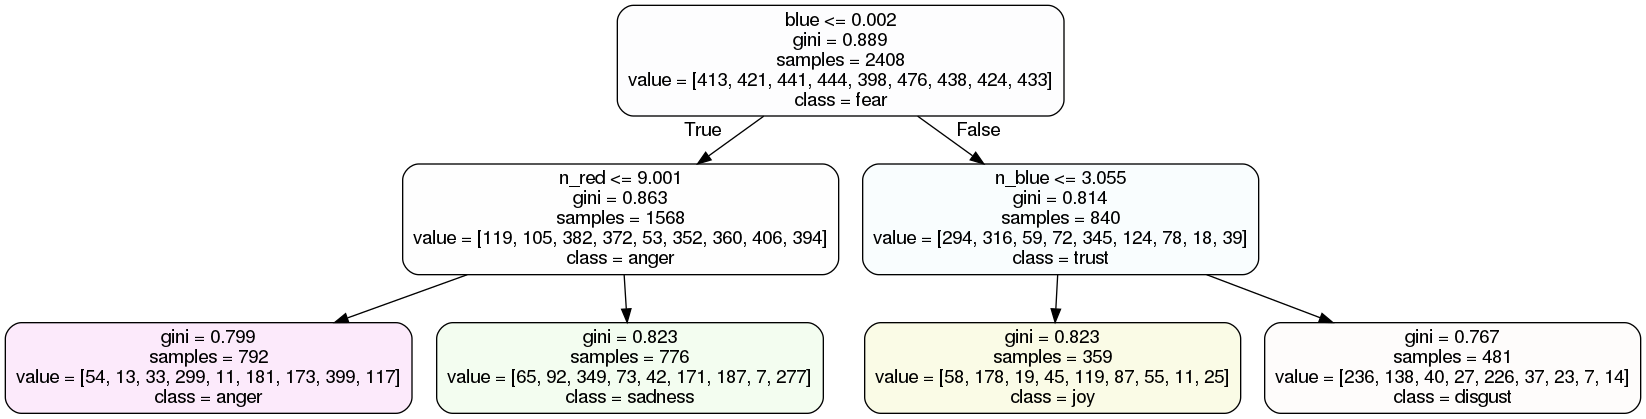 blue <= 0.002
gini = 0.889
samples = 2408
value = [413, 421, 441, 444, 398, 476, 438, 424, 433]
class = fear
True
False
n_red <= 9.001
gini = 0.863
samples = 1568
value = [119, 105, 382, 372, 53, 352, 360, 406, 394]
class = anger
n_blue <= 3.055
gini = 0.814
samples = 840
value = [294, 316, 59, 72, 345, 124, 78, 18, 39]
class = trust
gini = 0.799
samples = 792
value = [54, 13, 33, 299, 11, 181, 173, 399, 117]
class = anger
gini = 0.823
samples = 776
value = [65, 92, 349, 73, 42, 171, 187, 7, 277]
class = sadness
gini = 0.823
samples = 359
value = [58, 178, 19, 45, 119, 87, 55, 11, 25]
class = joy
gini = 0.767
samples = 481
value = [236, 138, 40, 27, 226, 37, 23, 7, 14]
class = disgust